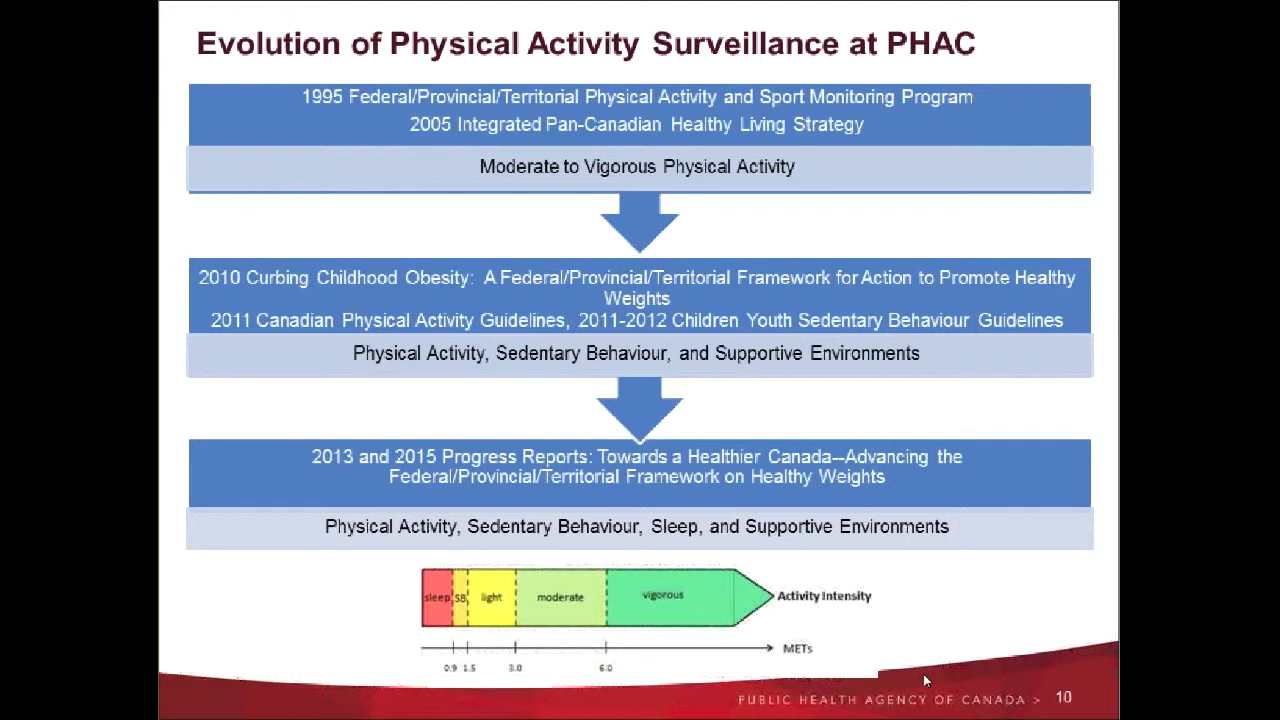 Evolution of Physical Activity Surveillance at PHAC
1995 Federal/Provincial/Territorial Physical Activity and Sport Monitoring Program
2005 Integrated Pan-Canadian Healthy Living Strategy
Moderate to Vigorous Physical Activity
2010 Curbing Childhood Obesity: A Federal/Provincial/Territorial Framework for Action to Promote Healthy
Weights
2011 Canadian Physical Activity Guidelines, 2011-2012 Children Youth Sedentary Behaviour Guidelines
Physical Activity, Sedentary Behaviour, and Supportive Environments
2013 and 2015 Progress Reports: Towards a Healthier Canada--Advancing the
Federal/Provincial/Territorial Framework on Healthy Weights
Physical Activity, Sedentary Behaviour, Sleep, and Supportive Environments
sleep SB light moderate vigorous Activity Intensity
METs
0.9 1.5 3.0 6.0
PUBLIC HEALTH AGENCY OF CANADA > 10